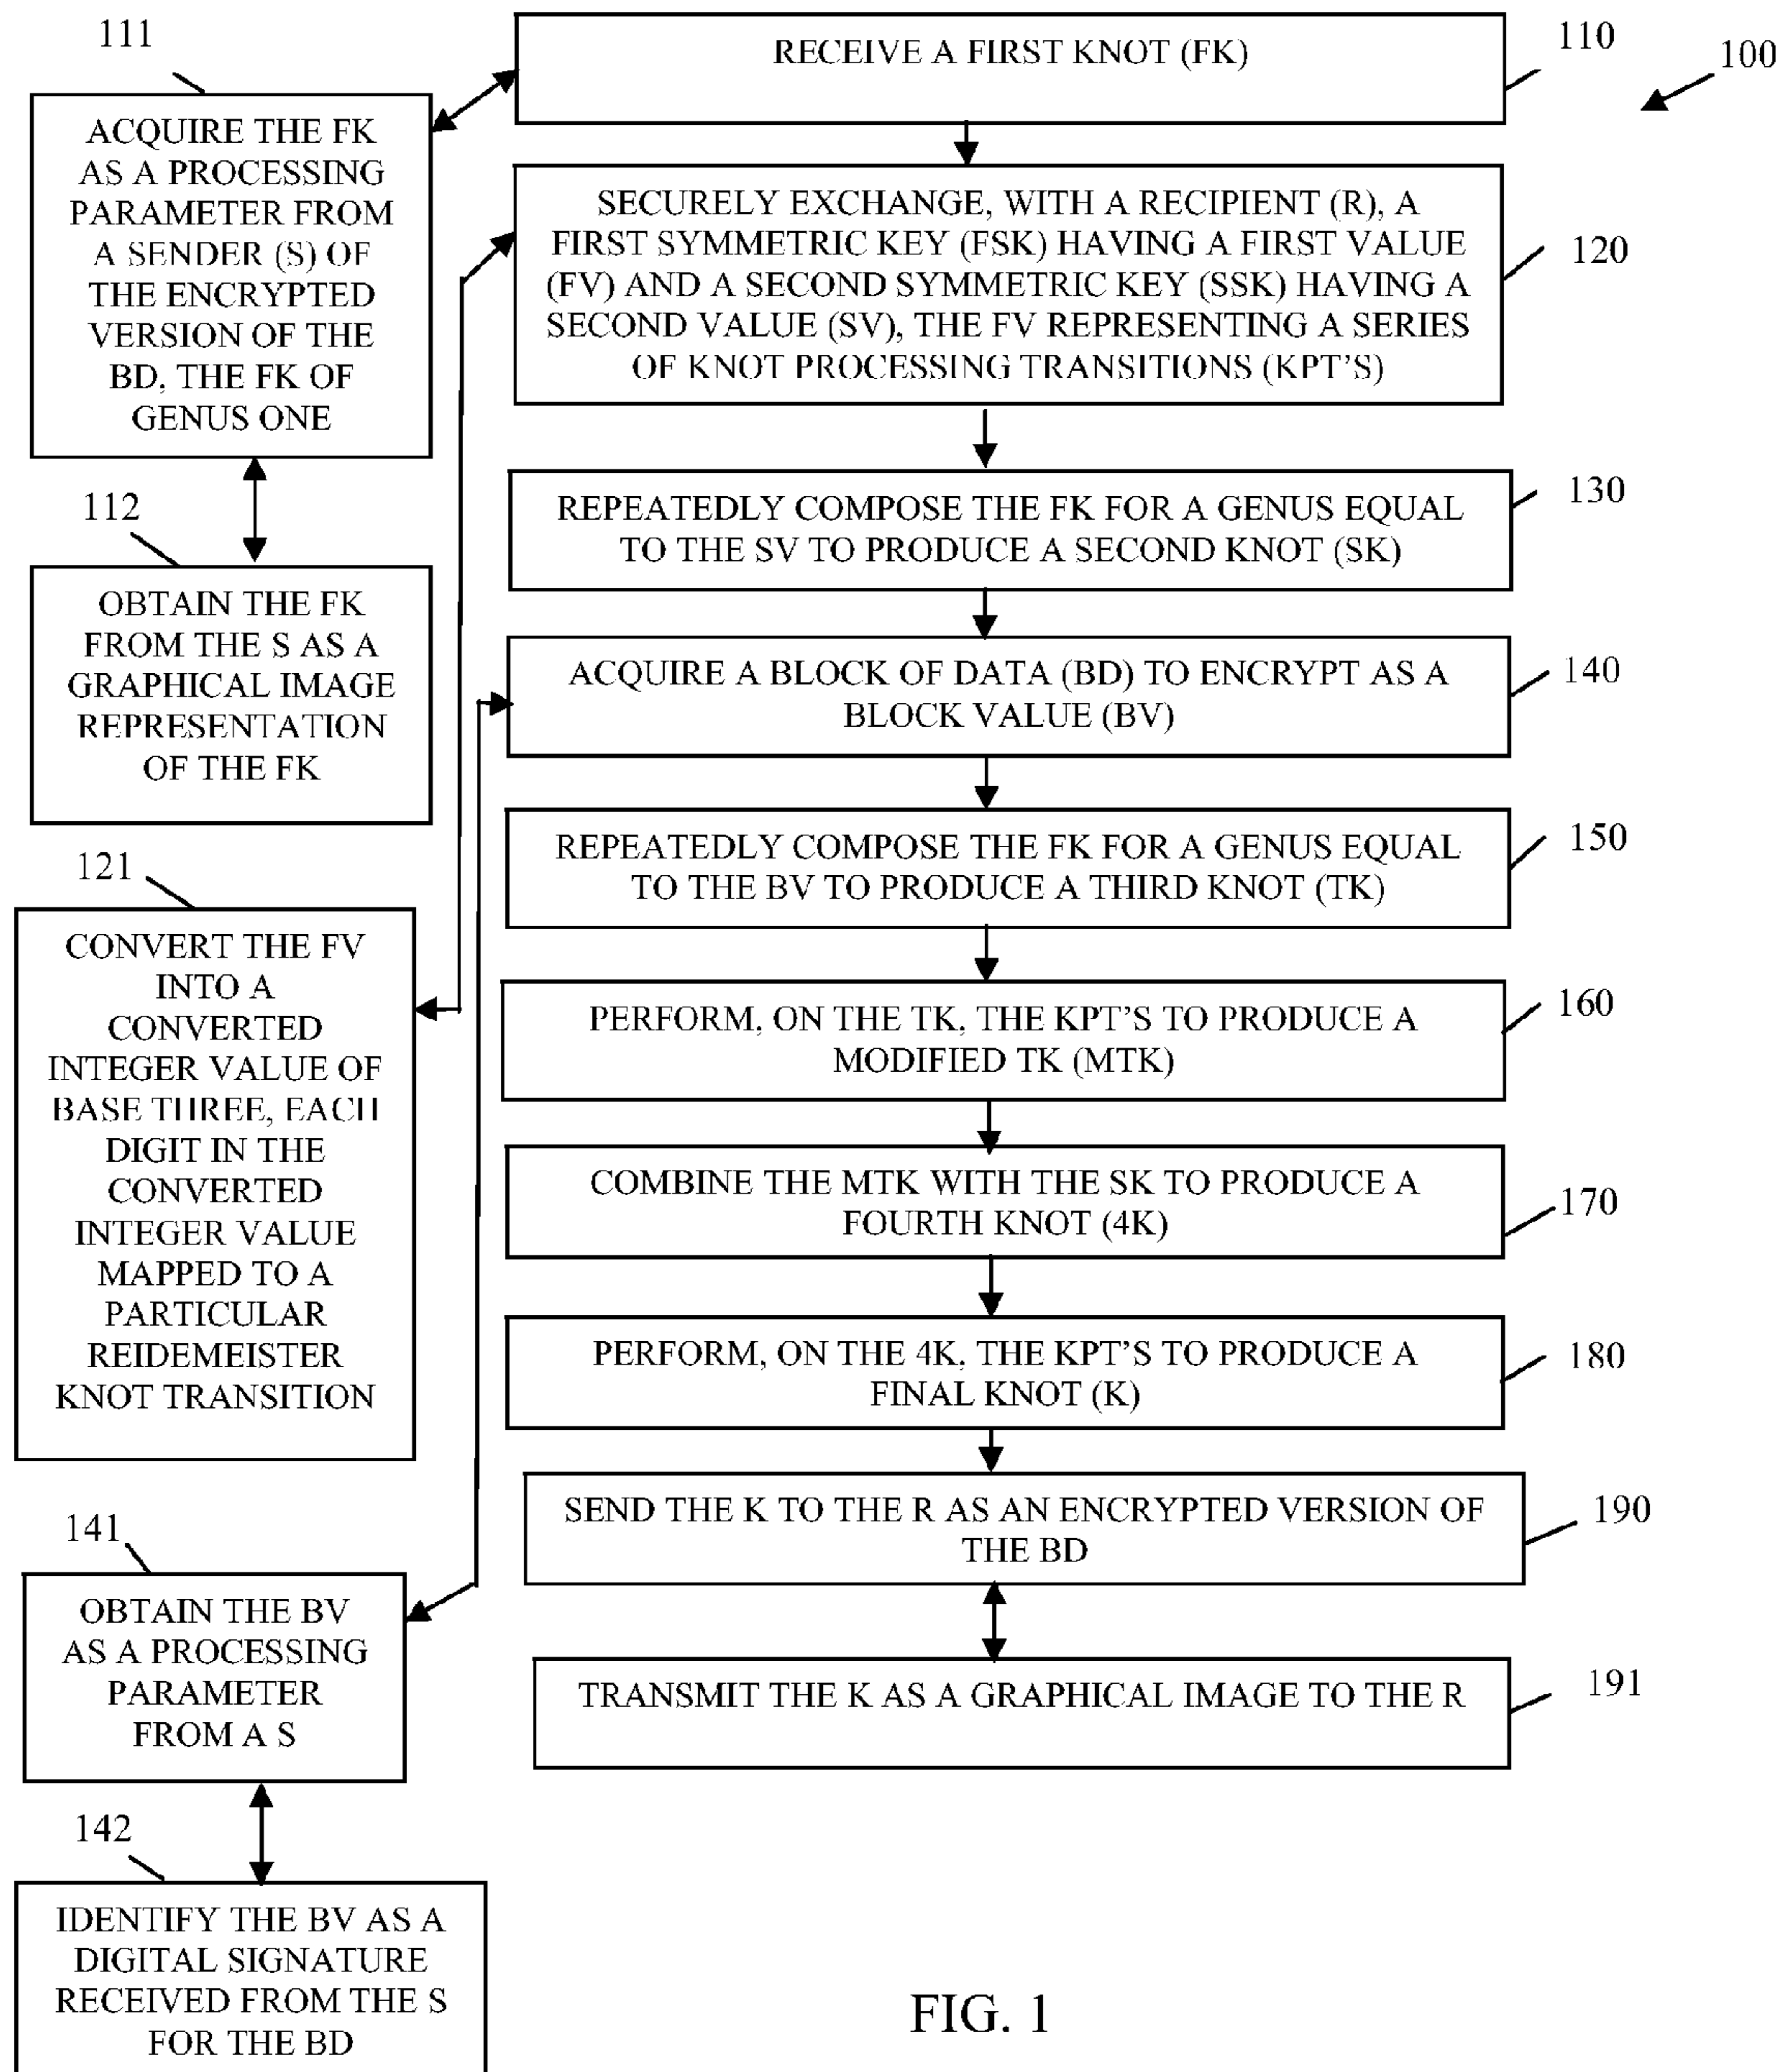 100
110
RECEIVE A FIRST KNOT (FK)
111
ACQUIRE THE FK
AS A PROCESSING
PARAMETER FROM
A SENDER (S) OF
THE ENCRYPTED
VERSION OF THE
BD, THE FK OF
GENUS ONE
112
OBTAIN THE FK
FROM THE S AS A
GRAPHICAL IMAGE
REPRESENTATION
OF THE FK
120
SECURELY EXCHANGE, WITH A RECIPIENT (R), A
FIRST SYMMETRIC KEY (FSK) HAVING A FIRST VALUE
(FV) AND A SECOND SYMMETRIC KEY (SSK) HAVING A
SECOND VALUE (SV), THE FV REPRESENTING A SERIES
OF KNOT PROCESSING TRANSITIONS (KPT'S)
121
CONVERT THE FV
INTO A
CONVERTED
INTEGER VALUE OF
BASE THREE, EACH
DIGIT IN THE
CONVERTED
INTEGER VALUE
MAPPED TO A
PARTICULAR
REIDEMEISTER
KNOT TRANSITION
130
REPEATEDLY COMPOSE THE FK FOR A GENUS EQUAL
TO THE SV TO PRODUCE A SECOND KNOT (SK)
140
ACQUIRE A BLOCK OF DATA (BD) TO ENCRYPT AS A
BLOCK VALUE (BV)
141
OBTAIN THE BV
AS A PROCESSING
PARAMETER
FROM A S
142
IDENTIFY THE BV AS A
DIGITAL SIGNATURE
RECEIVED FROM THE S
FOR THE BD
150
REPEATEDLY COMPOSE THE FK FOR A GENUS EQUAL
TO THE BV TO PRODUCE A THIRD KNOT (TK)
160
PERFORM, ON THE TK, THE KPT'S TO PRODUCE A
MODIFIED TK (MTK)
170
COMBINE THE MTK WITH THE SK TO PRODUCE A
FOURTH KNOT (4K)
180
PERFORM, ON THE 4K, THE KPT'S TO PRODUCE A
FINAL KNOT (K)
190
SEND THE K TO THE R AS AN ENCRYPTED VERSION OF
THE BD
191
TRANSMIT THE K AS A GRAPHICAL IMAGE TO THE R
FIG. 1